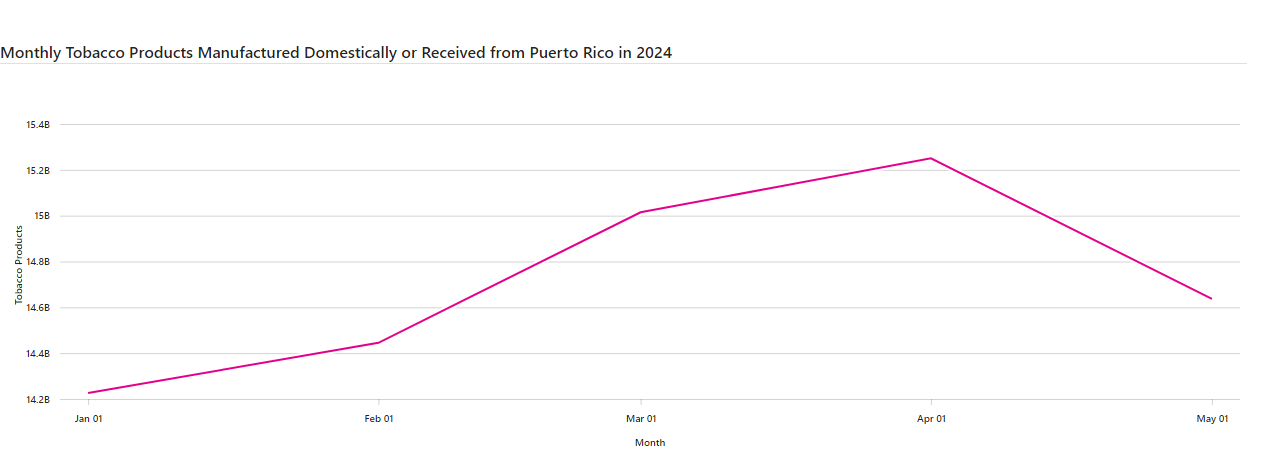 Monthly Tobacco Products Manufactured Domestically or Received from Puerto Rico in 2024
Tobacco Products
15.4B
15.2B
15B
14.8B
14.6B
14.4B
14.2B
Jan 01 Feb 01 Mar 01 Apr 01 May 01
Month